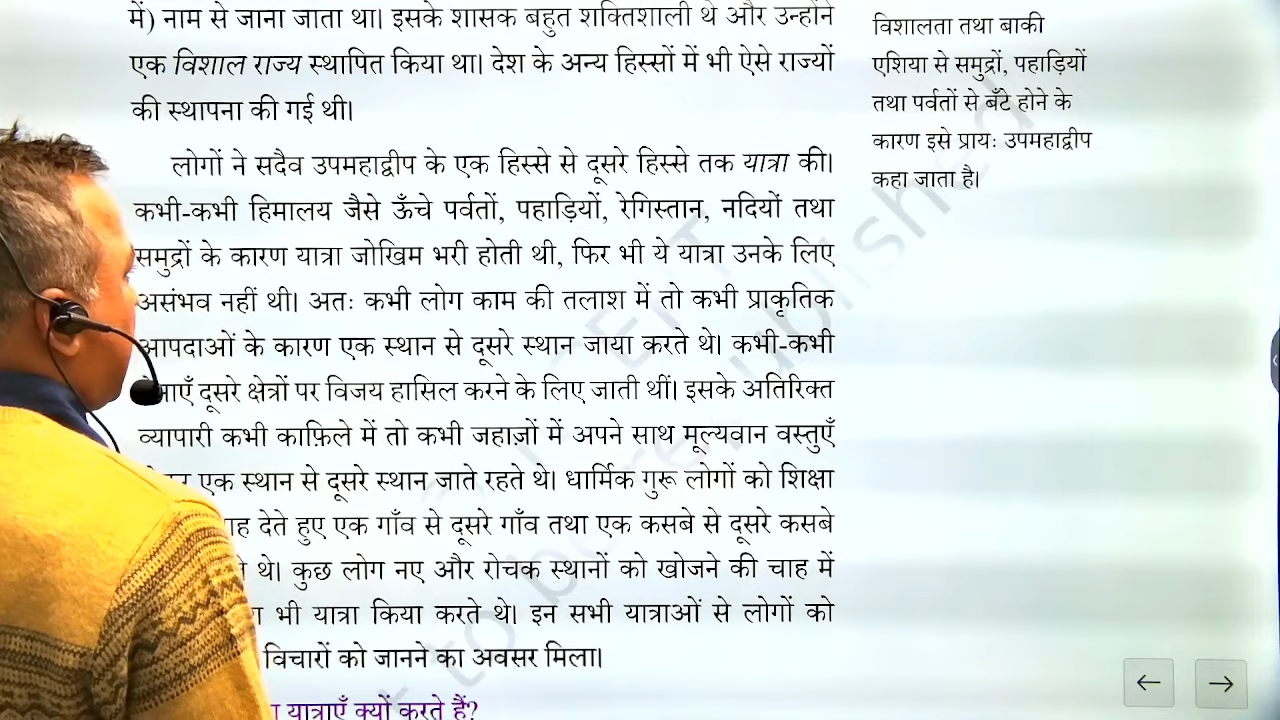 में) नाम से जाना जाता था। इसके शासक बहुत शक्तिशाली थे और उन्होंने
एक विशाल राज्य स्थापित किया था। देश के अन्य हिस्सों में भी ऐसे राज्यों
की स्थापना की गई थी।
लोगों ने सदैव उपमहाद्वीप के एक हिस्से से दूसरे हिस्से तक यात्रा की।
कभी-कभी हिमालय जैसे ऊँचे पर्वतों, पहाड़ियों, रेगिस्तान, नदियों तथा
समुद्रों के कारण यात्रा जोखिम भरी होती थी, फिर भी ये यात्रा उनके लिए
असंभव नहीं थी। अतः कभी लोग काम की तलाश में तो कभी प्राकृतिक
आपदाओं के कारण एक स्थान से दूसरे स्थान जाया करते थे। कभी-कभी
दूसरे क्षेत्रों पर विजय हासिल करने के लिए जाती थीं। इसके अतिरिक्त
व्यापारी कभी काफ़िले में तो कभी जहाज़ों में अपने साथ मूल्यवान वस्तुएँ
एक स्थान से दूसरे स्थान जाते रहते थे। धार्मिक गुरू लोगों को शिक्षा
देते हुए एक गाँव से दूसरे गाँव तथा एक कसबे से दूसरे कसबे
थे। कुछ लोग नए और रोचक स्थानों को खोजने की चाह में
भी यात्रा किया करते थे। इन सभी यात्राओं से लोगों को
विचारों को जानने का अवसर मिला।
यात्राएँ क्यों करते हैं?
विशालता तथा बाकी
एशिया से समुद्रों, पहाड़ियों
तथा पर्वतों से बँटे होने के
कारण इसे प्रायः उपमहाद्वीप
कहा जाता है।